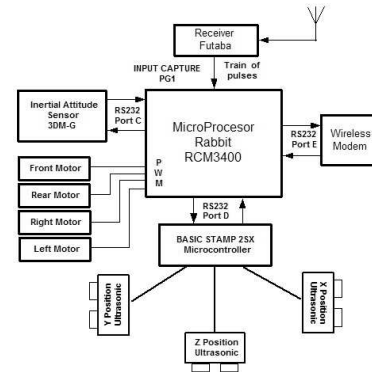 Receiver
Futaba
INPUT CAPTURE
PG1
Train of
pulses
Inertial Attitude
Sensor
3DM-G
RS232
Port C
MicroProcesor
Rabbit
RCM3400
RS232
Port E
Wireless
Modem
Front Motor
Rear Motor
Right Motor
Left Motor
P
W
M
RS232
Port D
BASIC STAMP 2SX
Microcontroller
Y Position
Ultrasonic
Z Position
Ultrasonic
X Position
Ultrasonic